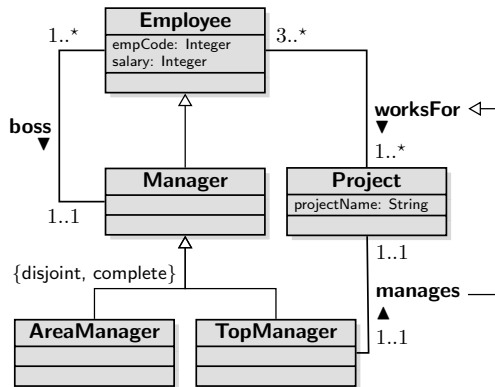 Employee
empCode: Integer
salary: Integer
1..*
3..*
boss
▼
worksFor
▼
1..*
1..1
Manager
Project
projectName: String
{disjoint, complete}
1..1
manages
▲
1..1
AreaManager
TopManager